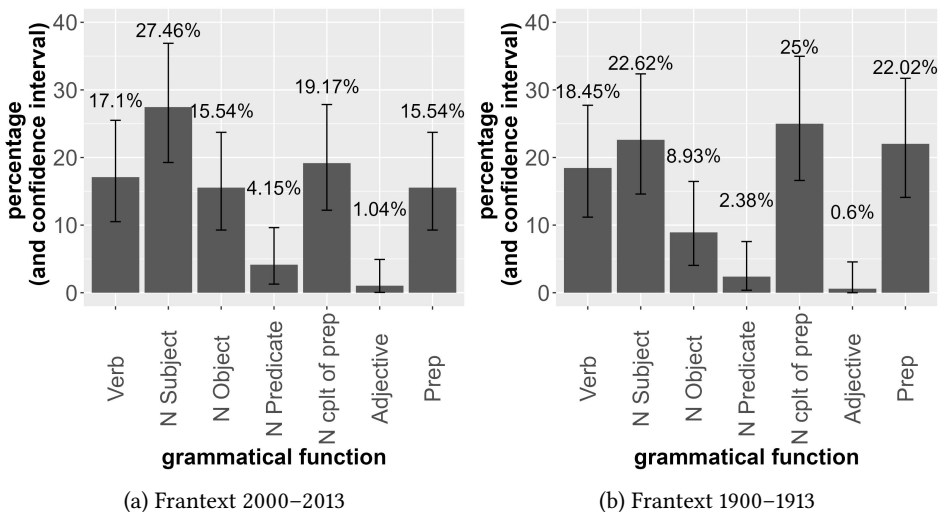 percentage
(and confidence interval)
40
30
20
10
0
17.1%
27.46%
15.54%
4.15%
19.17%
1.04%
15.54%
Verb
N Subject
N Object
N Predicate
N cplt of prep
Adjective
Prep
grammatical function
(a) Frantext 2000–2013
percentage
(and confidence interval)
40
30
20
10
0
18.45%
22.62%
8.93%
2.38%
25%
0.6%
22.02%
Verb
N Subject
N Object
N Predicate
N cplt of prep
Adjective
Prep
grammatical function
(b) Frantext 1900–1913